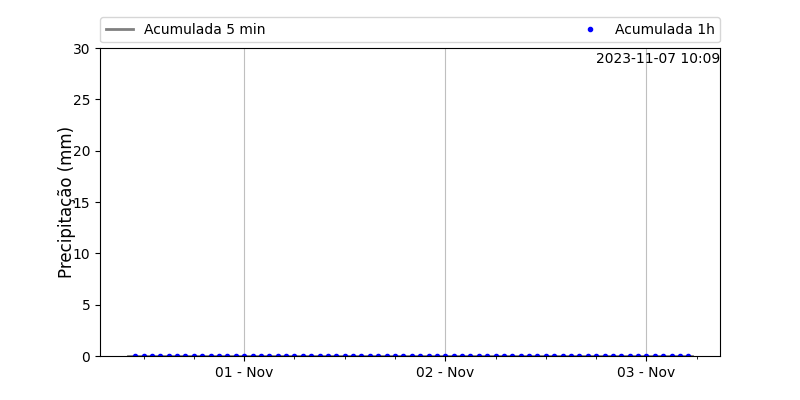 Acumulada 5 min
Acumulada 1h
2023-11-07 10:09
Precipitação (mm)
30
25
20
15
10
5
0
01 - Nov
02 - Nov
03 - Nov